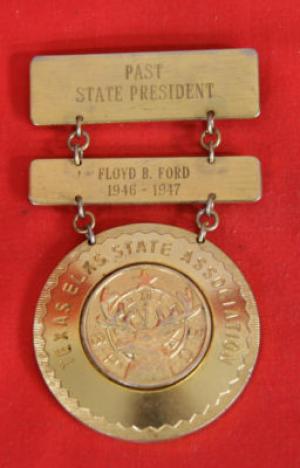 PAST
STATE PRESIDENT
FLOYD B. FORD
1946 - 1947
TEXAS ELKS STATE ASSOCIATION